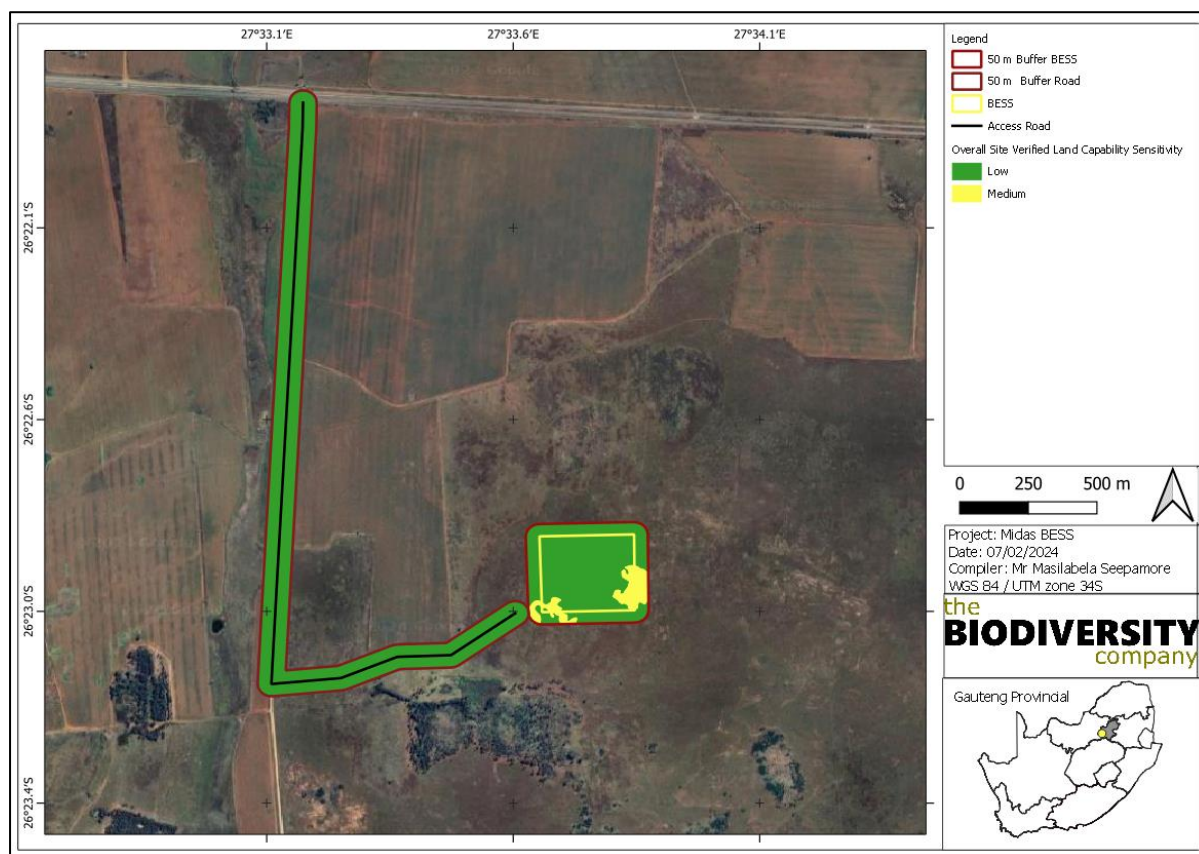 27°33.1′E
27°33.6′E
27°34.1′E
26°22.1′S
26°22.6′S
26°23.0′S
26°23.4′S
Legend
50 m Buffer BESS
50 m Buffer Road
BESS
Access Road
Overall Site Verified Land Capability Sensitivity
Low
Medium
0 250 500 m
Project: Midas BESS
Date: 07/02/2024
Compiler: Mr Masilabela Seepamore
WGS 84 / UTM zone 34S
the
BIODIVERSITY
company
Gauteng Provincial